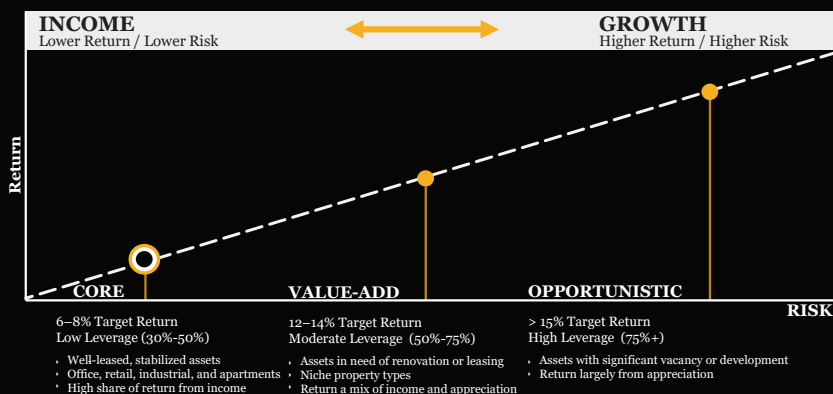 INCOME
Lower Return / Lower Risk
GROWTH
Higher Return / Higher Risk
Return
RISK
CORE
6–8% Target Return
Low Leverage (30%-50%)
‣ Well-leased, stabilized assets
‣ Office, retail, industrial, and apartments
‣ High share of return from income
VALUE-ADD
12–14% Target Return
Moderate Leverage (50%-75%)
‣ Assets in need of renovation or leasing
‣ Niche property types
‣ Return a mix of income and appreciation
OPPORTUNISTIC
> 15% Target Return
High Leverage (75%+)
‣ Assets with significant vacancy or development
‣ Return largely from appreciation